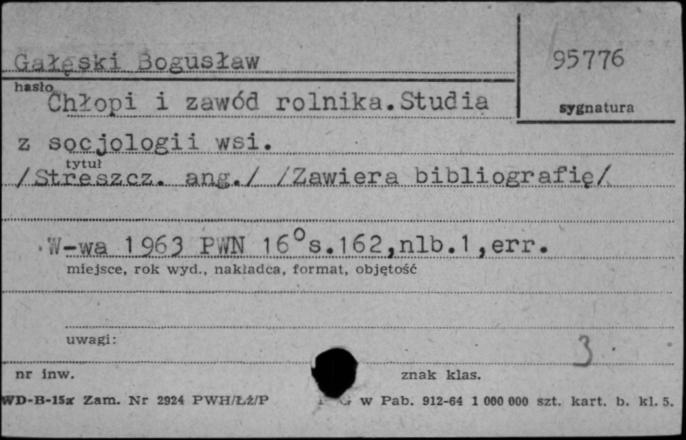 Gałęski Bogusław
95776
hasło
sygnatura
Chłopi i zawód rolnika.Studia
z socjologii wsi.
tytuł
/Streszcz. ang./ /Zawiera bibliografię/
W-wa 1963 PWN 16°s.162,nlb.1,err.
miejsce, rok wyd., nakładca, format, objętość
uwagi:
3
nr inw.
znak klas.
WD-B-15x Zam. Nr 2924 PWH/Łź/P
G w Pab. 912-64 1 000 000 szt. kart. b. kl. 5.